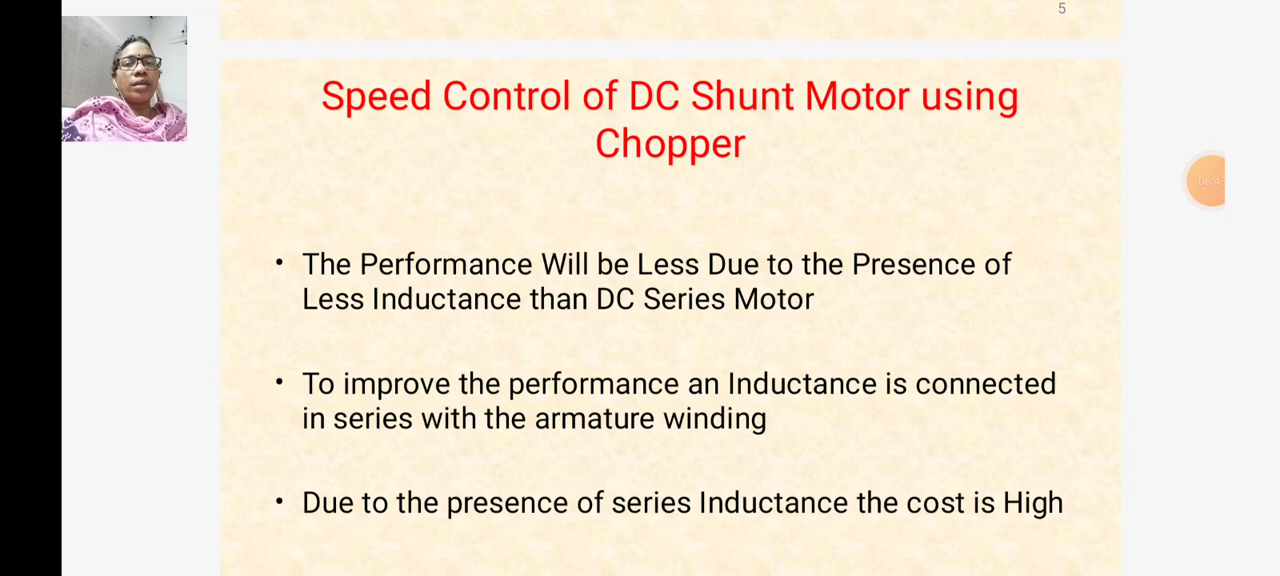 5
Speed Control of DC Shunt Motor using
Chopper
• The Performance Will be Less Due to the Presence of
Less Inductance than DC Series Motor
• To improve the performance an Inductance is connected
in series with the armature winding
• Due to the presence of series Inductance the cost is High